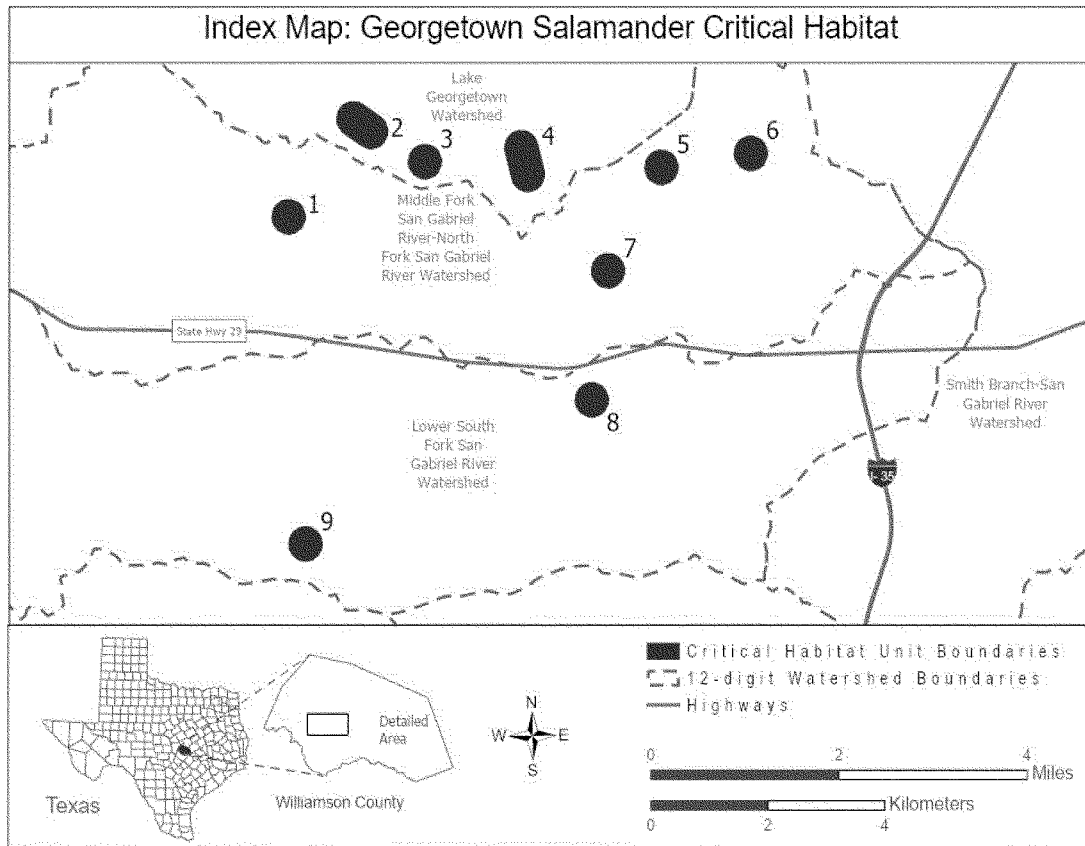 Index Map: Georgetown Salamander Critical Habitat
Lake
Georgetown
Watershed
2
3
4
5
6
1
Middle Fork
San Gabriel
River-North
Fork San Gabriel
River Watershed
7
State Hwy 29
8
Smith Branch-San
Gabriel River
Watershed
Lower South
Fork San
Gabriel River
Watershed
I-35
9
Texas
Williamson County
Detailed
Area
N
W E
S
Critical Habitat Unit Boundaries
12-digit Watershed Boundaries
Highways
0 2 4
Miles
Kilometers
0 2 4